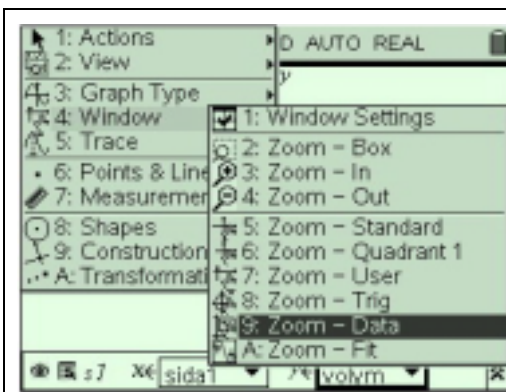 1: Actions
D AUTO REAL
2: View
y
3: Graph Type
4: Window
5: Trace
6: Points & Line
7: Measuremer
8: Shapes
9: Construction
A: Transformati
1: Window Settings
2: Zoom – Box
3: Zoom – In
4: Zoom – Out
5: Zoom – Standard
6: Zoom – Quadrant 1
7: Zoom – User
8: Zoom – Trig
9: Zoom – Data
A: Zoom – Fit
s1 x∈ sida1 y∈ volym